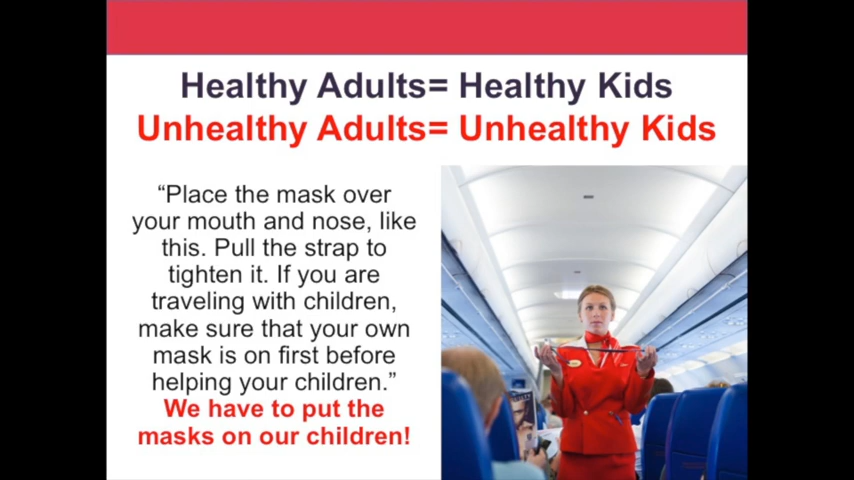 Healthy Adults= Healthy Kids
Unhealthy Adults= Unhealthy Kids
“Place the mask over
your mouth and nose, like
this. Pull the strap to
tighten it. If you are
traveling with children,
make sure that your own
mask is on first before
helping your children.”
We have to put the
masks on our children!